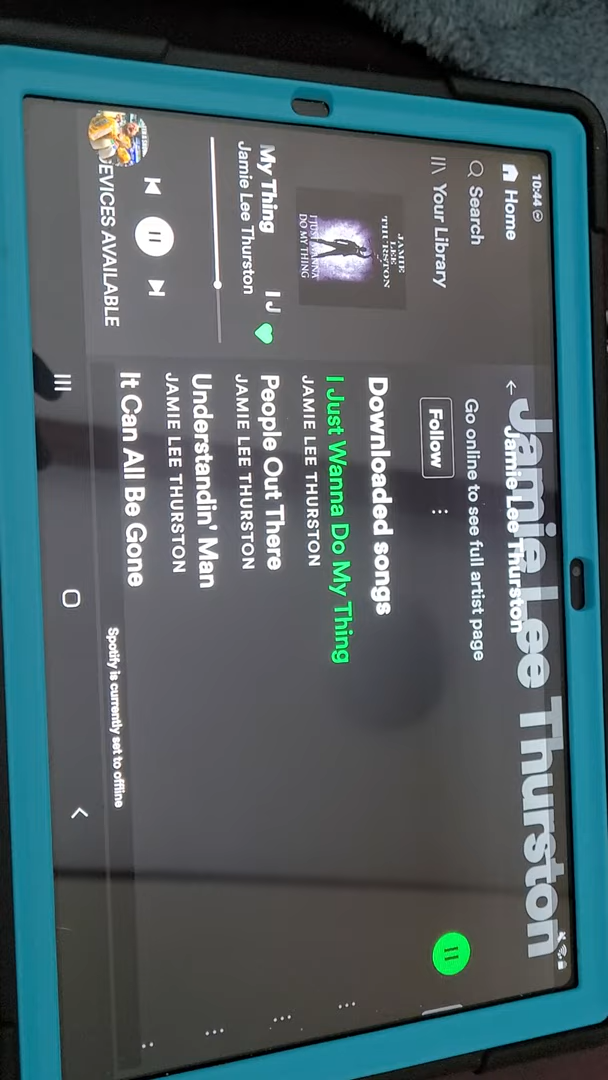 10:44
Home
Search
Your Library
JAMIE
LEE
THURSTON
I JUST WANNA
DO MY THING
My Thing
I J
Jamie Lee Thurston
EVICES AVAILABLE
Jamie Lee Thurston
Jamie Lee Thurston
Go online to see full artist page
Follow
Downloaded songs
I Just Wanna Do My Thing
JAMIE LEE THURSTON
People Out There
JAMIE LEE THURSTON
Understandin' Man
JAMIE LEE THURSTON
It Can All Be Gone
Spotify is currently set to offline